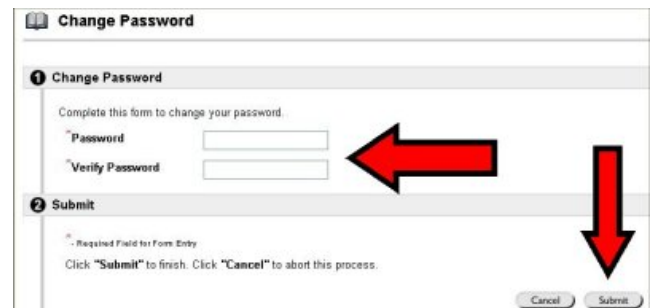 Change Password
1 Change Password
Complete this form to change your password.
*Password
*Verify Password
2 Submit
* - Required Field for Form Entry
Click "Submit" to finish. Click "Cancel" to abort this process.
Cancel Submit